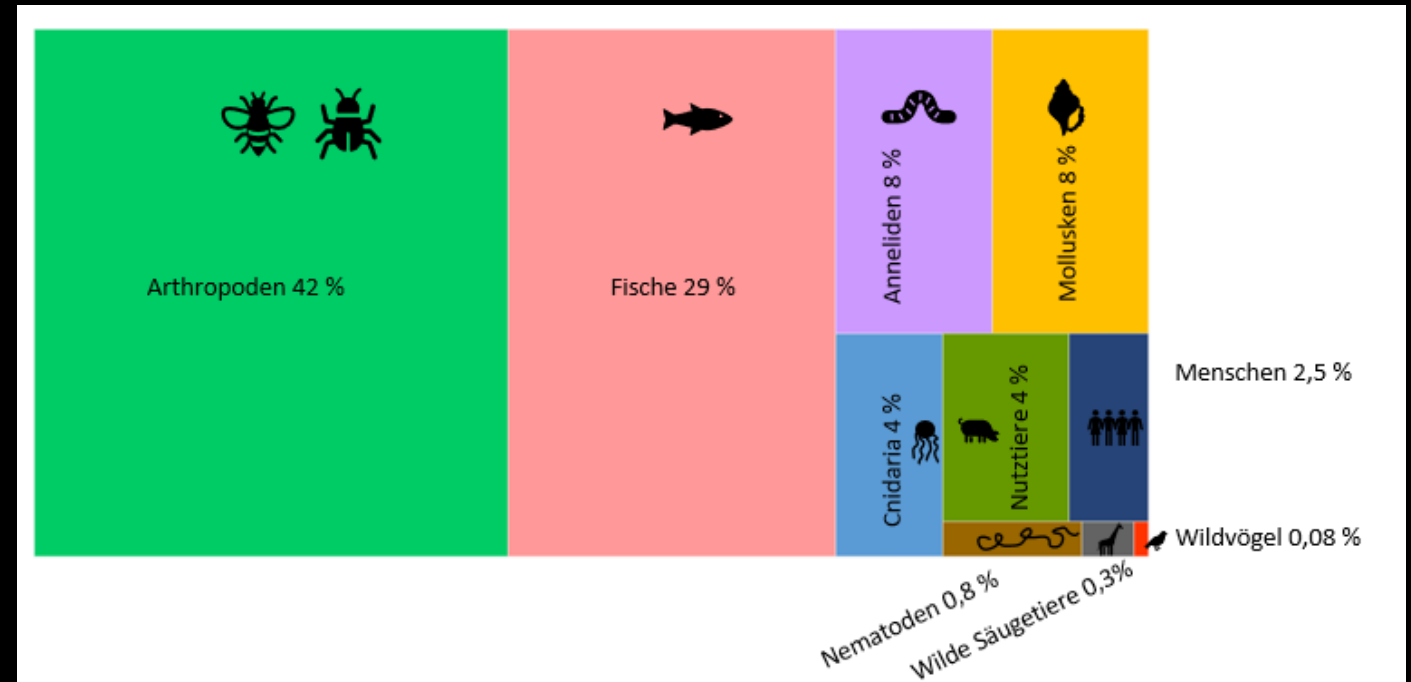 Arthropoden 42 %
Fische 29 %
Anneliden 8 %
Mollusken 8 %
Cnidaria 4 %
Nutztiere 4 %
Menschen 2,5 %
Wildvögel 0,08 %
Nematoden 0,8 %
Wilde Säugetiere 0,3%